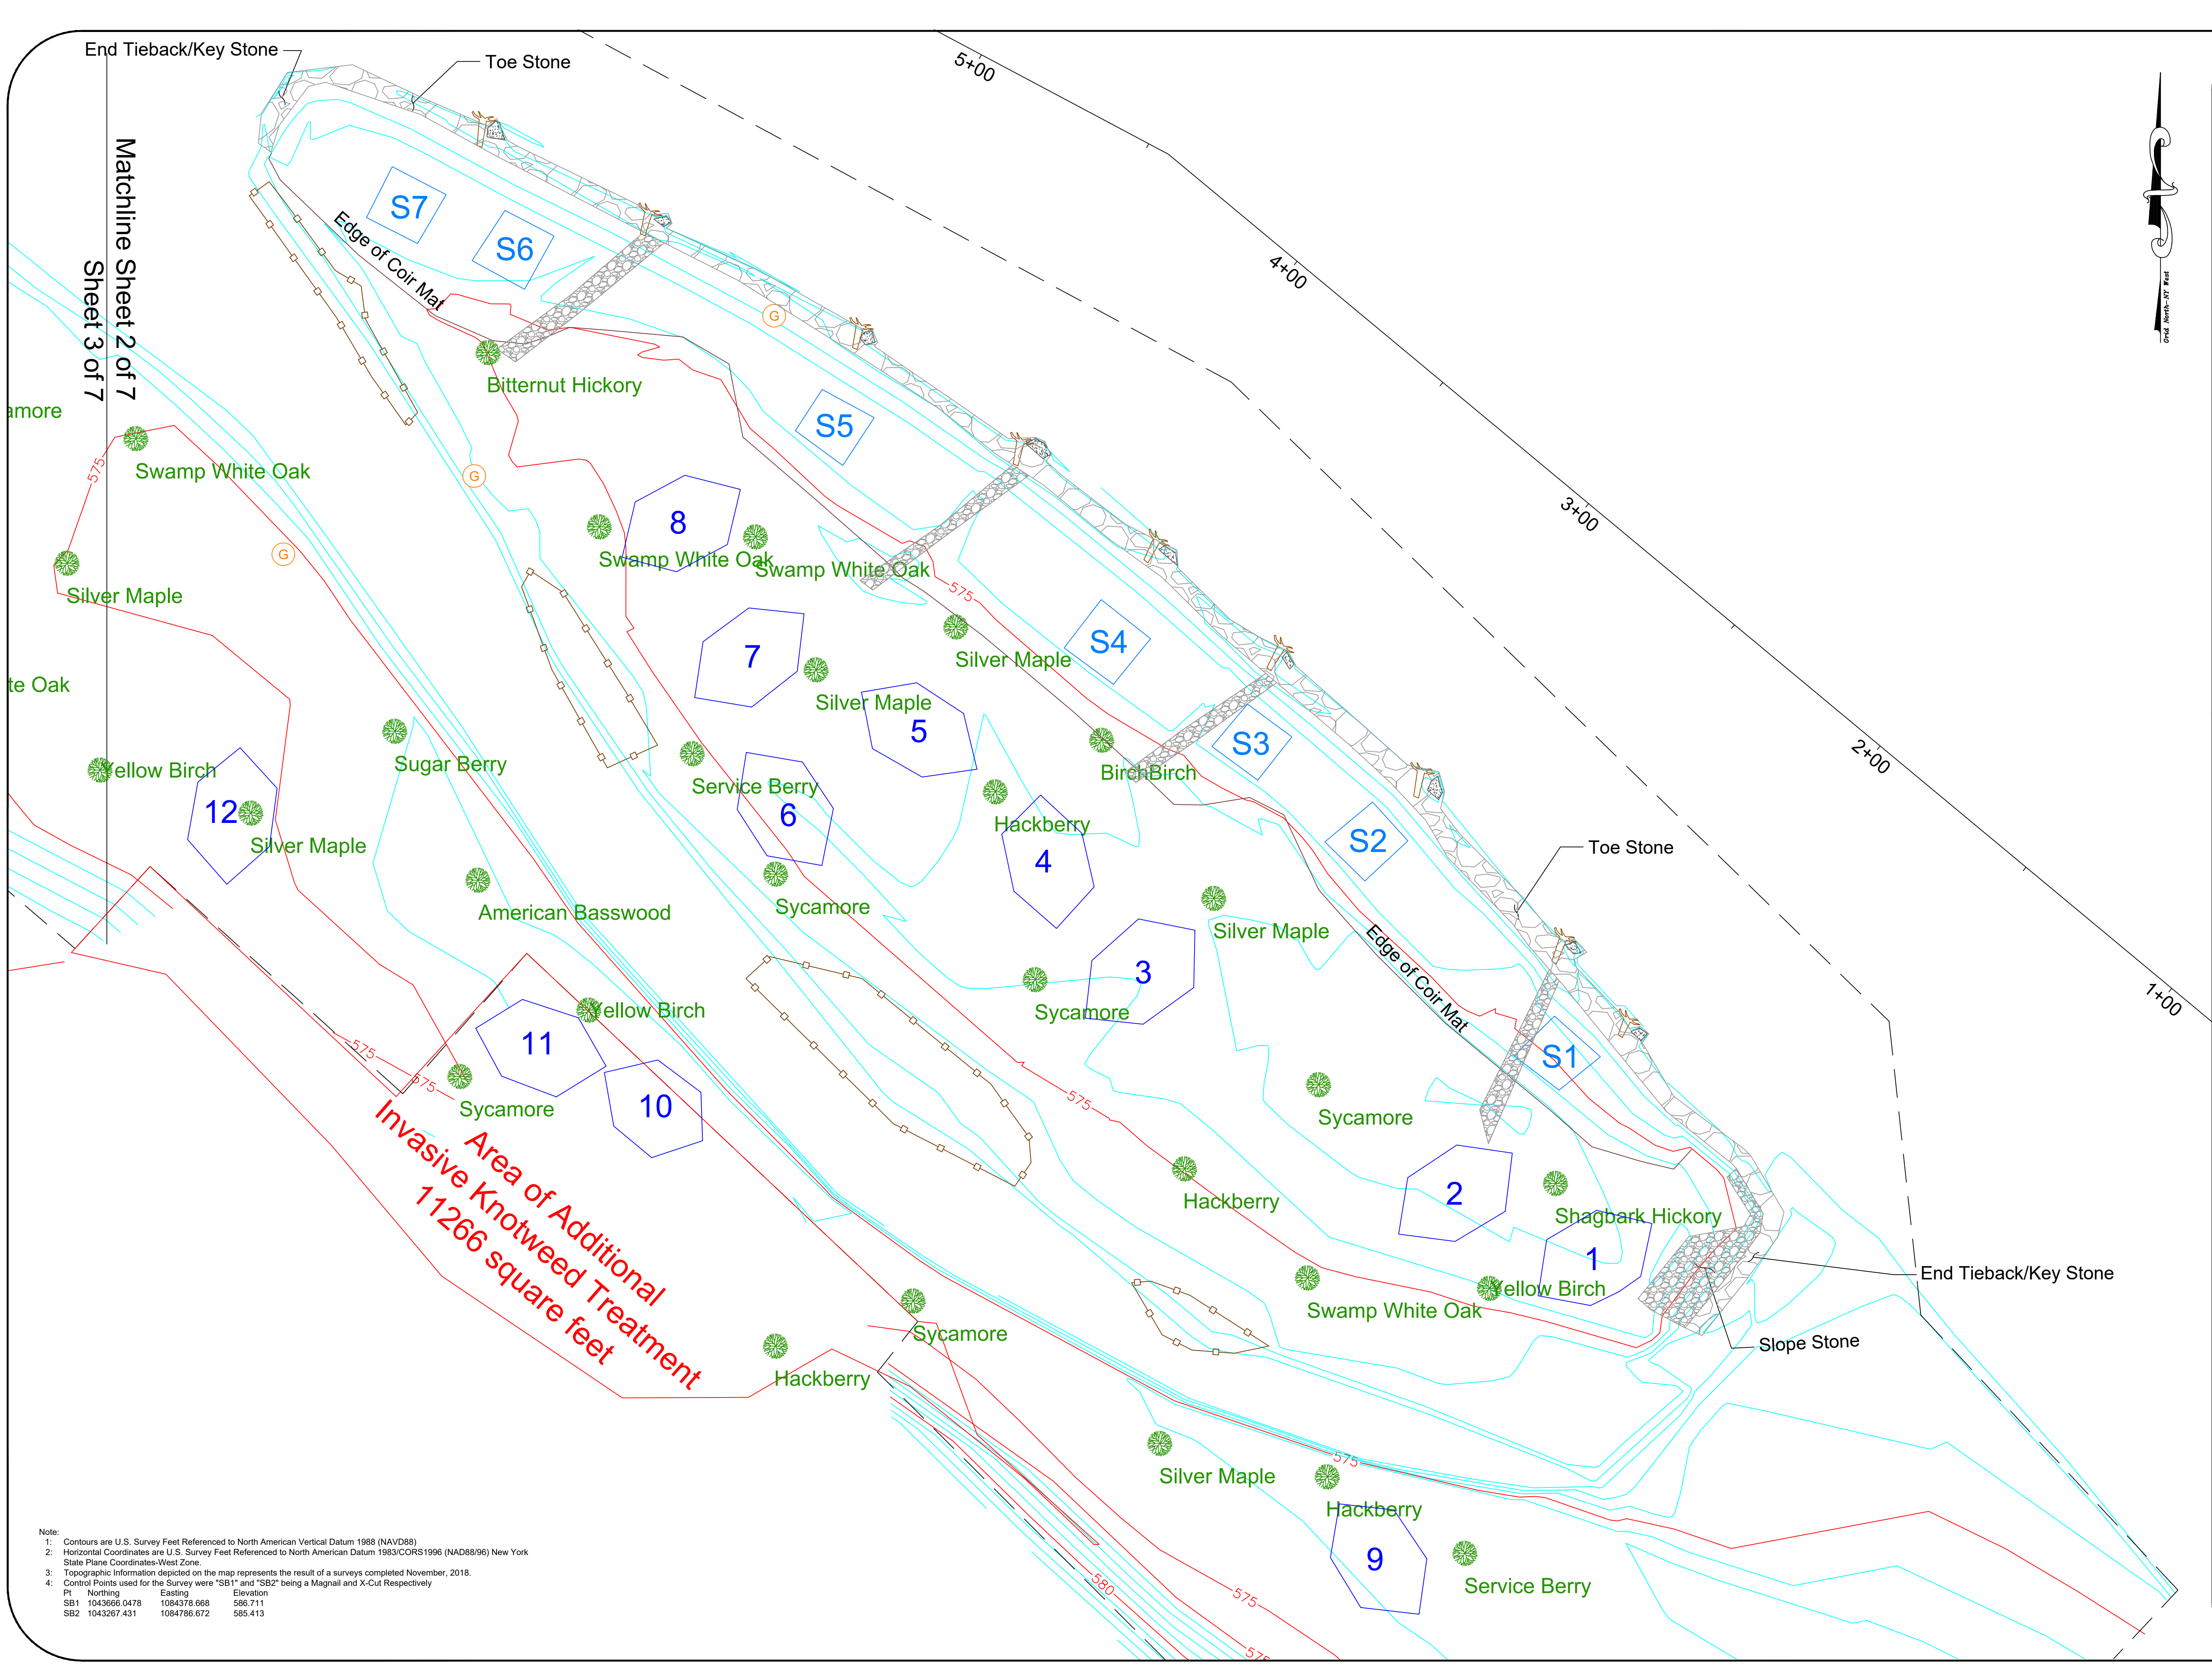 End Tieback/Key Stone
Toe Stone
5+00
4+00
3+00
2+00
1+00
Grid North-NY West
Matchline Sheet 2 of 7
Sheet 3 of 7
S7
S6
Edge of Coir Mat
G
Bitternut Hickory
S5
amore
Swamp White Oak
575
G
G
8
Swamp White Oak
Swamp White Oak
575
Silver Maple
7
S4
Silver Maple
Silver Maple
te Oak
5
S3
Sugar Berry
Yellow Birch
BirchBirch
Service Berry
6
12
Silver Maple
Hackberry
S2
Toe Stone
4
Sycamore
American Basswood
Silver Maple
Edge of Coir Mat
3
Sycamore
Yellow Birch
11
575
575
S1
10
575
Sycamore
Sycamore
Area of Additional
Invasive Knotweed Treatment
11266 square feet
2
Hackberry
Shagbark Hickory
1
Yellow Birch
End Tieback/Key Stone
Swamp White Oak
Sycamore
Slope Stone
Hackberry
575
Silver Maple
Hackberry
9
Service Berry
580
575
575
Note:
1: Contours are U.S. Survey Feet Referenced to North American Vertical Datum 1988 (NAVD88)
2: Horizontal Coordinates are U.S. Survey Feet Referenced to North American Datum 1983/CORS1996 (NAD88/96) New York
State Plane Coordinates-West Zone.
3: Topographic Information depicted on the map represents the result of a surveys completed November, 2018.
4: Control Points used for the Survey were "SB1" and "SB2" being a Magnail and X-Cut Respectively
Pt Northing Easting Elevation
SB1 1043666.0478 1084378.668 586.711
SB2 1043267.431 1084786.672 585.413